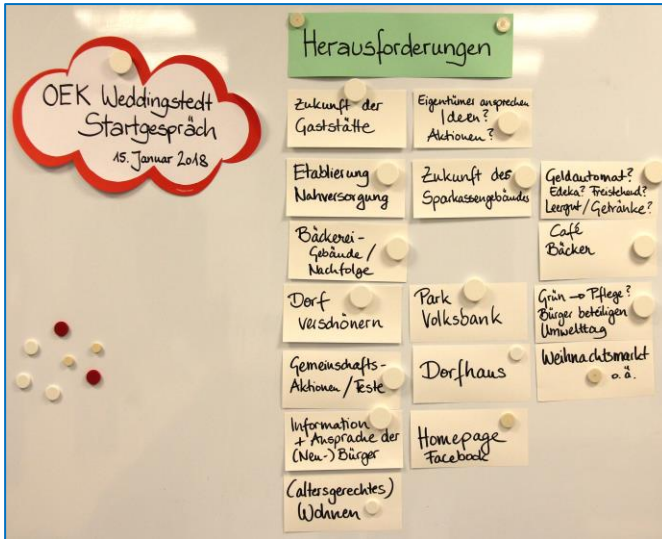 OEK Weddingstedt
Startgespräch
15. Januar 2018
Herausforderungen
Zukunft der
Gaststätte
Eigentümer ansprechen
Ideen?
Aktionen?
Etablierung
Nahversorgung
Zukunft des
Sparkassengebäudes
Geldautomat?
Edeka? Freistehend?
Leergut/Getränke?
Bäckerei-
Gebäude/
Nachfolge
Café
Bäcker
Dorf
verschönern
Park
Volksbank
Grün → Pflege?
Bürger beteiligen
Umwelttag
Gemeinschafts-
Aktionen/Feste
Dorfhaus
Weihnachtsmarkt
o.ä.
Information
+ Ansprache der
(Neu-)Bürger
Homepage
Facebook
(altersgerechtes)
Wohnen